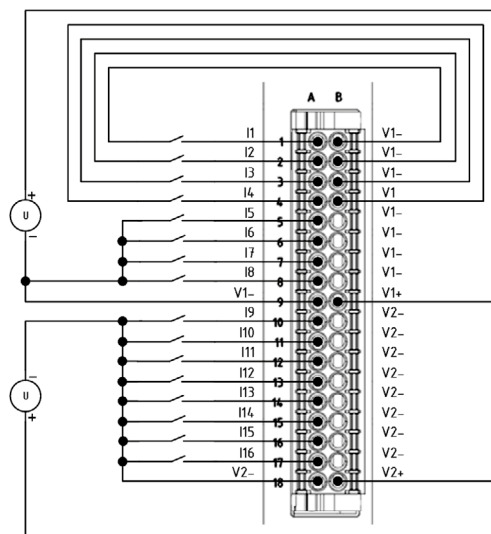 A B
I1 1 V1-
I2 2 V1-
I3 3 V1-
I4 4 V1
+ I5 5 V1-
U I6 6 V1-
- I7 7 V1-
I8 8 V1-
V1- 9 V1+
I9 10 V2-
I10 11 V2-
I11 12 V2-
- I12 13 V2-
U I13 14 V2-
+ I14 15 V2-
I15 16 V2-
I16 17 V2-
V2- 18 V2+